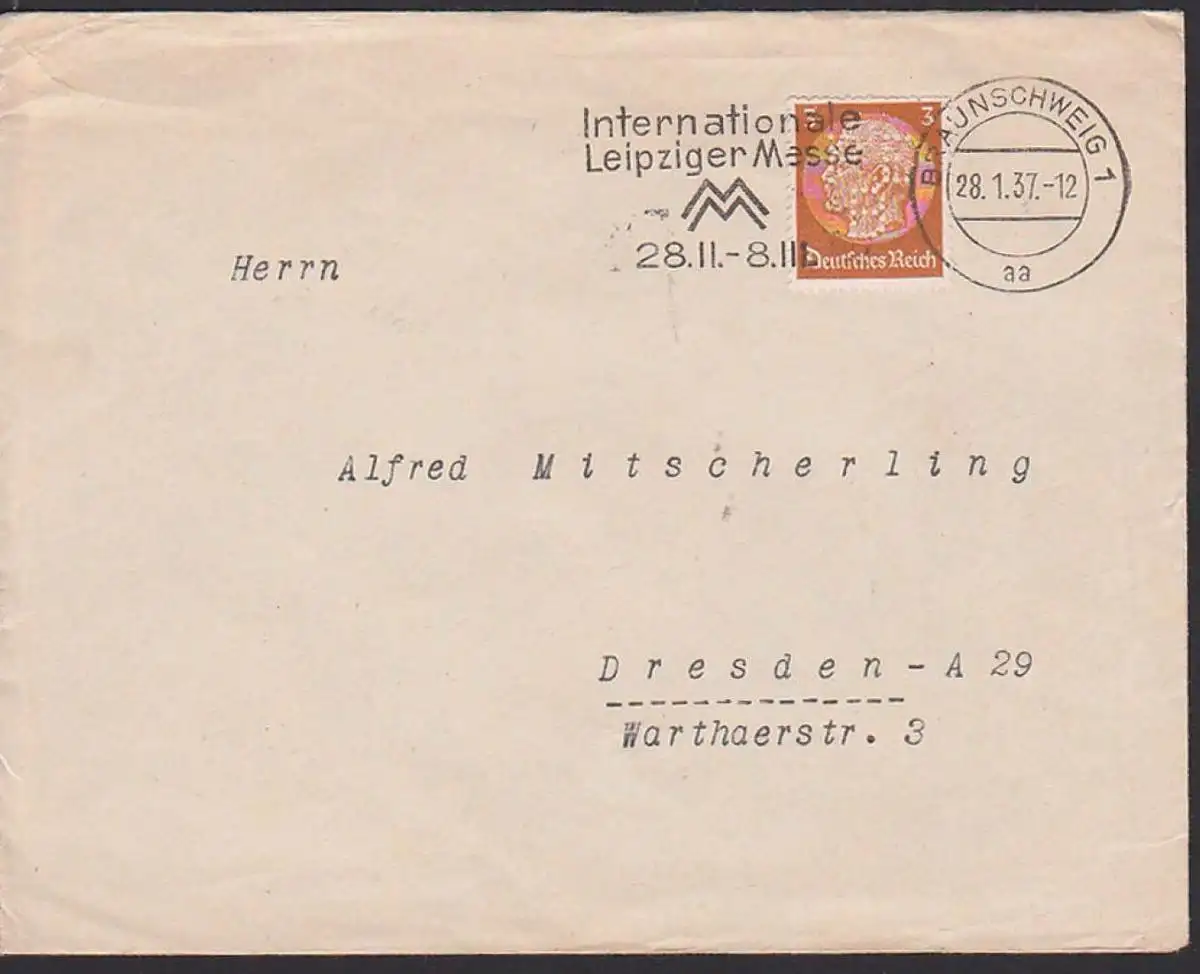 Internationale
Leipziger Messe
28.II.-8.III.
3 3
Deutsches Reich
BRAUNSCHWEIG 1
28.1.37.-12
aa
Herrn
Alfred Mitscherling
Dresden-A 29
Warthaerstr. 3